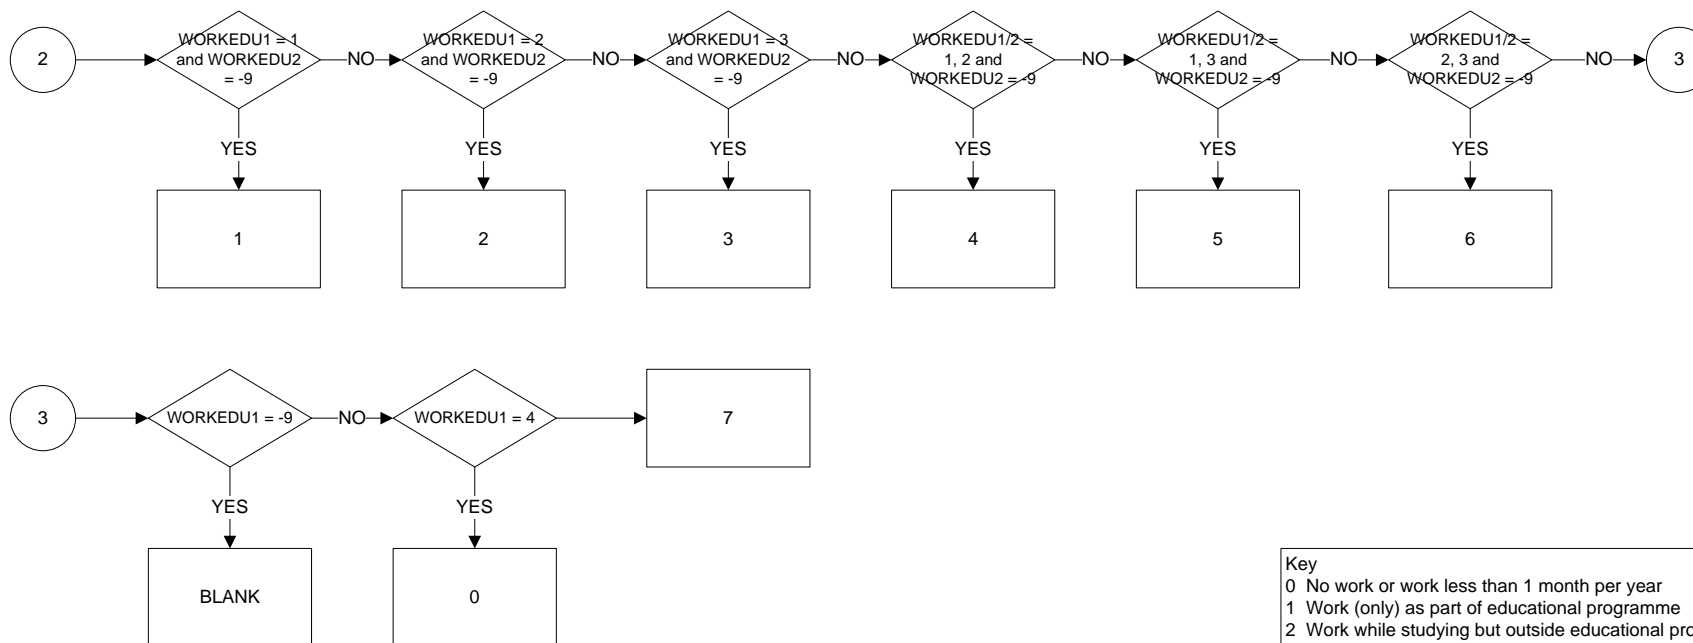 2
WORKEDU1 = 1
and WORKEDU2
= -9
NO
WORKEDU1 = 2
and WORKEDU2
= -9
NO
WORKEDU1 = 3
and WORKEDU2
= -9
NO
WORKEDU1/2 =
1, 2 and
WORKEDU2 = -9
NO
WORKEDU1/2 =
1, 3 and
WORKEDU2 = -9
NO
WORKEDU1/2 =
2, 3 and
WORKEDU2 = -9
NO
3
YES
YES
YES
YES
YES
YES
1
2
3
4
5
6
3
WORKEDU1 = -9
NO
WORKEDU1 = 4
7
YES
YES
BLANK
0
Key
0 No work or work less than 1 month per year
1 Work (only) as part of educational programme
2 Work while studying but outside educational